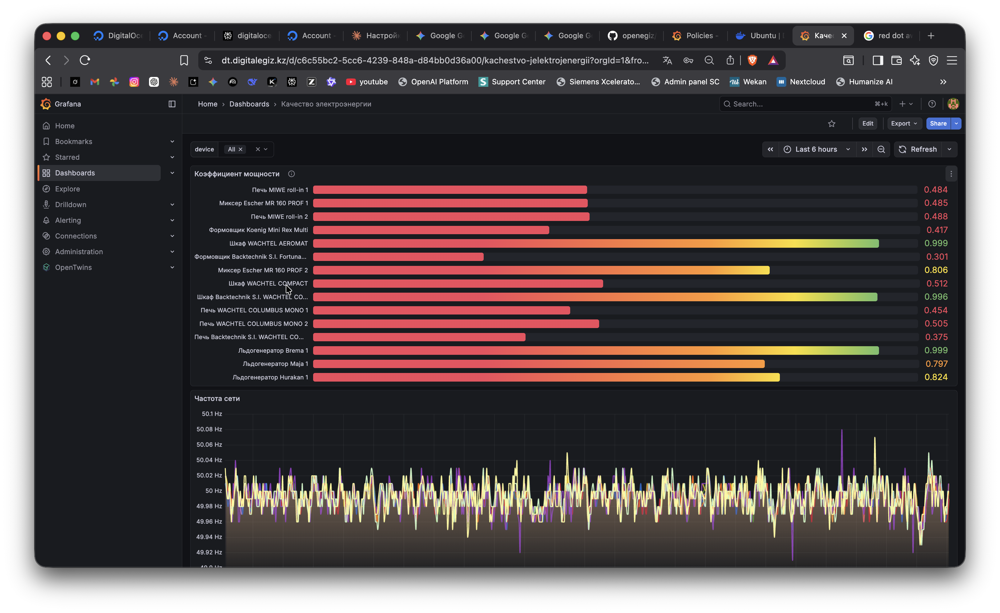 DigitalOce
Account -
digitaloce
Account -
Настройк
Google Ge
Google Ge
Google Ge
openegiz/
Policies -
Ubuntu |
Качес
red dot aw
dt.digitalegiz.kz/d/c6c55bc2-5cc6-4239-848a-d84bb0d36a00/kachestvo-jelektrojenergii?orgId=1&fro...
youtube
OpenAI Platform
Support Center
Siemens Xcelerato...
Admin panel SC
Wekan
Nextcloud
Humanize AI
Grafana
Home › Dashboards › Качество электроэнергии
Search...
⌘+k
Home
Bookmarks
Starred
Dashboards
Explore
Drilldown
Alerting
Connections
Administration
OpenTwins
Edit
Export
Share
device
All
Last 6 hours
Refresh
Коэффициент мощности
Печь MIWE roll-in 1 0.484
Миксер Escher MR 160 PROF 1 0.485
Печь MIWE roll-in 2 0.488
Формовщик Koenig Mini Rex Multi 0.417
Шкаф WACHTEL AEROMAT 0.999
Формовщик Backtechnik S.I. Fortuna... 0.301
Миксер Escher MR 160 PROF 2 0.806
Шкаф WACHTEL COMPACT 0.512
Шкаф Backtechnik S.I. WACHTEL CO... 0.996
Печь WACHTEL COLUMBUS MONO 1 0.454
Печь WACHTEL COLUMBUS MONO 2 0.505
Печь Backtechnik S.I. WACHTEL CO... 0.375
Льдогенератор Brema 1 0.999
Льдогенератор Maja 1 0.797
Льдогенератор Hurakan 1 0.824
Частота сети
50.1 Hz
50.08 Hz
50.06 Hz
50.04 Hz
50.02 Hz
50 Hz
49.98 Hz
49.96 Hz
49.94 Hz
49.92 Hz